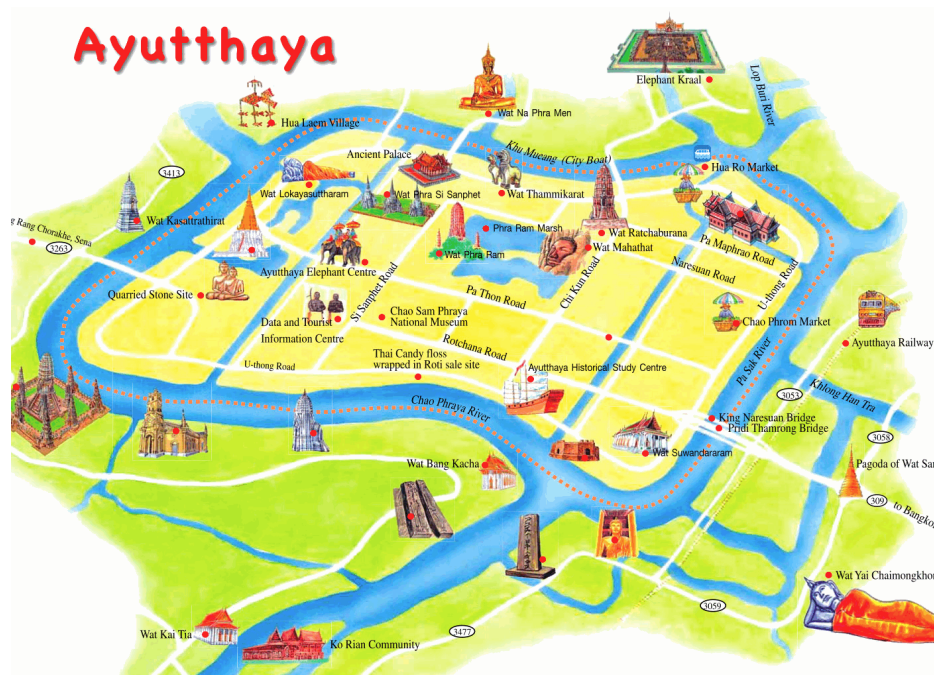 Ayutthaya
Elephant Kraal
Lop Buri River
Wat Na Phra Men
Hua Laem Village
Khu Mueang (City Boat)
Ancient Palace
Hua Ro Market
3413
Wat Lokayasuttharam
Wat Phra Si Sanphet
Wat Thammikarat
Wat Kasattrathirat
g Rang Chorakhe, Sena
3263
Phra Ram Marsh
Wat Ratchaburana
Wat Mahathat
Pa Maphrao Road
Wat Phra Ram
Ayutthaya Elephant Centre
Naresuan Road
Si Sanphet Road
Chi Kun Road
U-thong Road
Quarried Stone Site
Pa Thon Road
Chao Sam Phraya
National Museum
Data and Tourist
Information Centre
Chao Phrom Market
Rotchana Road
Ayutthaya Railway
Thai Candy floss
wrapped in Roti sale site
U-thong Road
Ayutthaya Historical Study Centre
Pa Sak River
Khlong Han Tra
3053
Chao Phraya River
King Naresuan Bridge
Pridi Thamrong Bridge
3058
Wat Suwandararam
Wat Bang Kacha
Pagoda of Wat Sam
309
to Bangkok
Wat Yai Chaimongkhon
3059
3477
Wat Kai Tia
Ko Rian Community